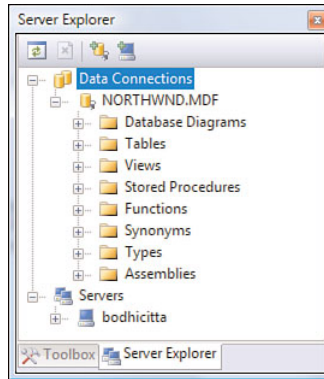 Server Explorer
Data Connections
NORTHWND.MDF
Database Diagrams
Tables
Views
Stored Procedures
Functions
Synonyms
Types
Assemblies
Servers
bodhicitta
Toolbox Server Explorer